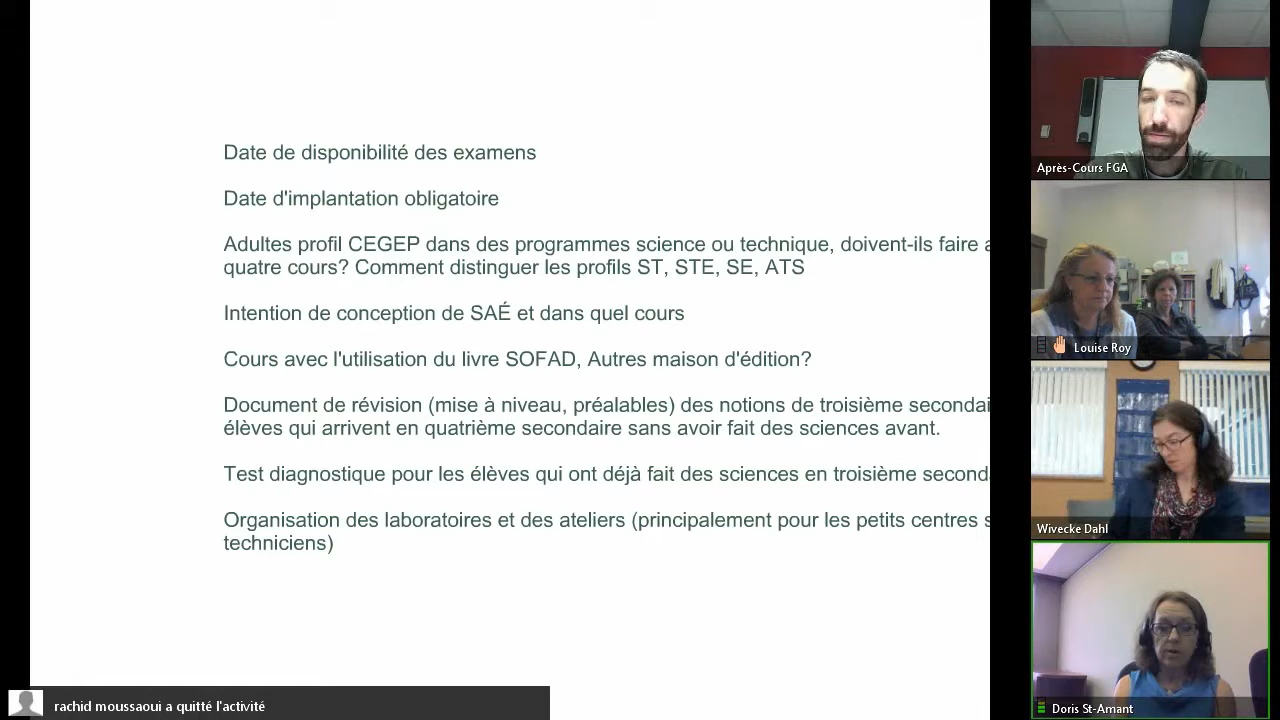 Date de disponibilité des examens
Date d'implantation obligatoire
Adultes profil CEGEP dans des programmes science ou technique, doivent-ils faire
quatre cours? Comment distinguer les profils ST, STE, SE, ATS
Intention de conception de SAÉ et dans quel cours
Cours avec l'utilisation du livre SOFAD, Autres maison d'édition?
Document de révision (mise à niveau, préalables) des notions de troisième secondai
élèves qui arrivent en quatrième secondaire sans avoir fait des sciences avant.
Test diagnostique pour les élèves qui ont déjà fait des sciences en troisième second
Organisation des laboratoires et des ateliers (principalement pour les petits centres s
techniciens)
rachid moussaoui a quitté l'activité
Après-Cours FGA
Louise Roy
Wivecke Dahl
Doris St-Amant